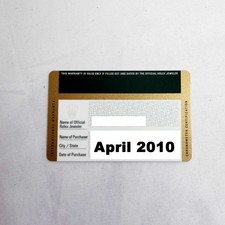 THIS WARRANTY IS VALID ONLY IF FILLED OUT AND DATED BY THE OFFICIAL ROLEX JEWELER
Name of Official
Rolex Jeweler
Name of Purchaser
City / State
Date of Purchase
April 2010